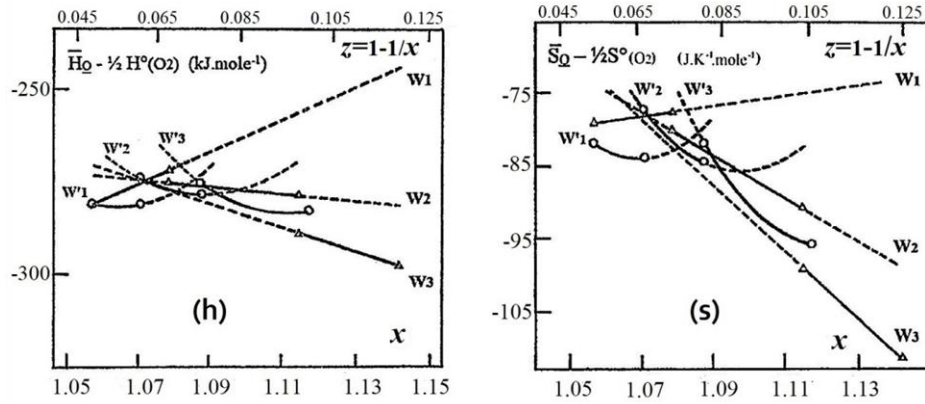 0.045 0.065 0.085 0.105 0.125
H̅O - ½ H°(O2) (kJ.mole⁻¹)
z=1-1/x
W1
-250
W'3
W'2
W'1
W2
-300
W3
(h)
x
1.05 1.07 1.09 1.11 1.13 1.15
0.045 0.065 0.085 0.105 0.125
z=1-1/x
S̅O – ½S°(O2) (J.K⁻¹.mole⁻¹)
W'2 W'3
W1
-75
W'1
-85
W2
-95
-105
(s)
W3
x
1.05 1.07 1.09 1.11 1.13